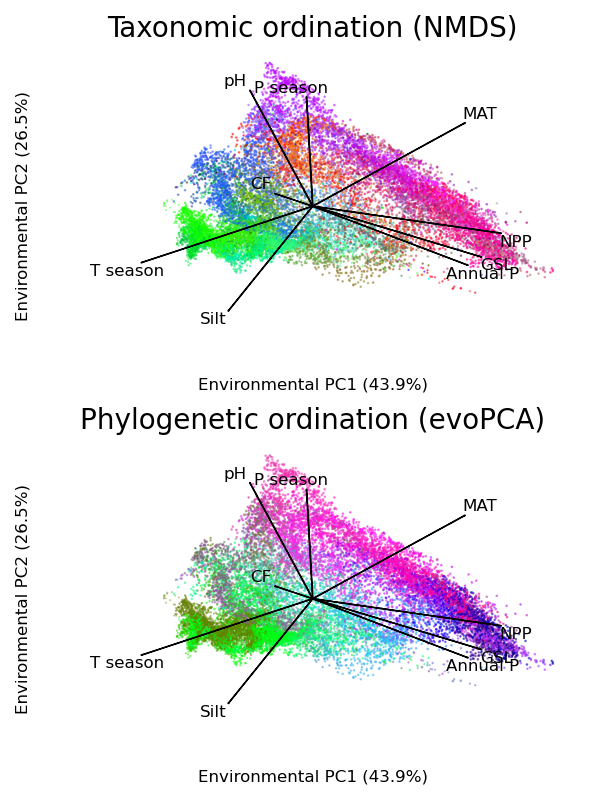 Taxonomic ordination (NMDS)
pH
P season
MAT
CF
NPP
GSL
Annual P
T season
Silt
Environmental PC2 (26.5%)
Environmental PC1 (43.9%)
Phylogenetic ordination (evoPCA)
pH
P season
MAT
CF
NPP
GSL
Annual P
T season
Silt
Environmental PC2 (26.5%)
Environmental PC1 (43.9%)